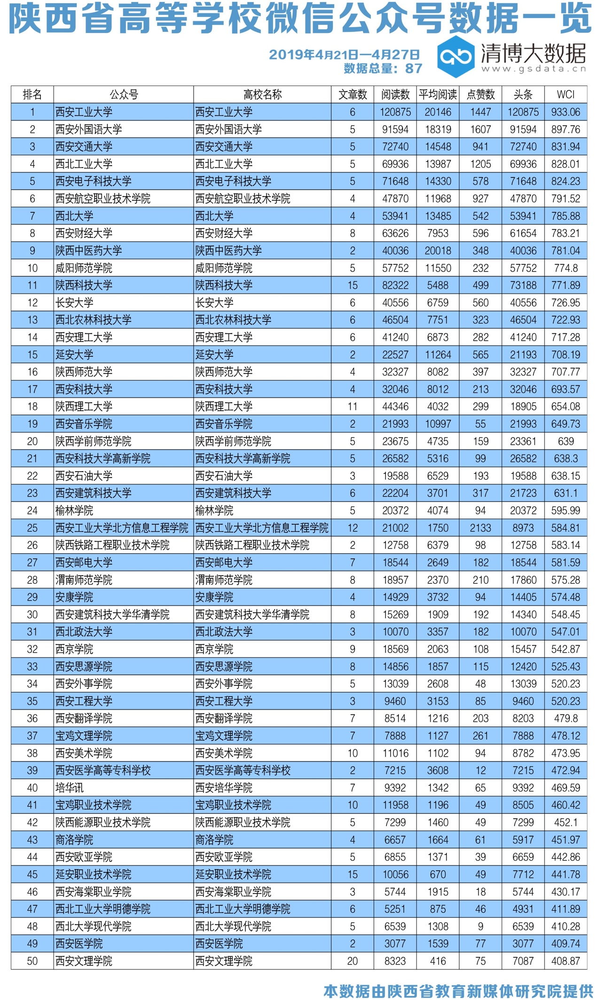 陕西省高等学校微信公众号数据一览
2019年4月21日—4月27日
数据总量：87
清博大数据
www.gsdata.cn
排名 公众号 高校名称 文章数 阅读数 平均阅读 点赞数 头条 WCI
1 西安工业大学 西安工业大学 6 120875 20146 1447 120875 933.06
2 西安外国语大学 西安外国语大学 5 91594 18319 1607 91594 897.76
3 西安交通大学 西安交通大学 5 72740 14548 941 72740 831.94
4 西北工业大学 西北工业大学 5 69936 13987 1205 69936 828.01
5 西安电子科技大学 西安电子科技大学 5 71648 14330 578 71648 824.23
6 西安航空职业技术学院 西安航空职业技术学院 4 47870 11968 927 47870 791.52
7 西北大学 西北大学 4 53941 13485 542 53941 785.88
8 西安财经大学 西安财经大学 8 63626 7953 596 61654 783.21
9 陕西中医药大学 陕西中医药大学 2 40036 20018 348 40036 781.04
10 咸阳师范学院 咸阳师范学院 5 57752 11550 232 57752 774.8
11 陕西科技大学 陕西科技大学 15 82322 5488 499 73188 771.89
12 长安大学 长安大学 6 40556 6759 560 40556 726.95
13 西北农林科技大学 西北农林科技大学 6 46504 7751 323 46504 722.93
14 西安理工大学 西安理工大学 6 41240 6873 282 41240 717.28
15 延安大学 延安大学 2 22527 11264 565 21193 708.19
16 陕西师范大学 陕西师范大学 4 32327 8082 397 32327 707.77
17 西安科技大学 西安科技大学 4 32046 8012 213 32046 693.57
18 陕西理工大学 陕西理工大学 11 44346 4032 299 18905 654.08
19 西安音乐学院 西安音乐学院 2 21993 10997 55 21993 649.73
20 陕西学前师范学院 陕西学前师范学院 5 23675 4735 159 23361 639
21 西安科技大学高新学院 西安科技大学高新学院 5 26582 5316 99 26582 638.3
22 西安石油大学 西安石油大学 3 19588 6529 193 19588 638.15
23 西安建筑科技大学 西安建筑科技大学 6 22204 3701 317 21723 631.1
24 榆林学院 榆林学院 5 20372 4074 94 20372 595.99
25 西安工业大学北方信息工程学院 西安工业大学北方信息工程学院 12 21002 1750 2133 8973 584.81
26 陕西铁路工程职业技术学院 陕西铁路工程职业技术学院 2 12758 6379 98 12758 583.14
27 西安邮电大学 西安邮电大学 7 18544 2649 182 18544 581.59
28 渭南师范学院 渭南师范学院 8 18957 2370 210 17860 575.28
29 安康学院 安康学院 4 14929 3732 94 14405 574.48
30 西安建筑科技大学华清学院 西安建筑科技大学华清学院 8 15269 1909 192 14340 548.45
31 西北政法大学 西北政法大学 3 10070 3357 182 10070 547.01
32 西京学院 西京学院 9 18569 2063 108 15457 542.87
33 西安思源学院 西安思源学院 8 14856 1857 115 12420 525.43
34 西安外事学院 西安外事学院 5 13039 2608 48 13039 520.23
35 西安工程大学 西安工程大学 3 9460 3153 85 9460 520.23
36 西安翻译学院 西安翻译学院 7 8514 1216 203 8203 479.8
37 宝鸡文理学院 宝鸡文理学院 7 7888 1127 261 7888 478.12
38 西安美术学院 西安美术学院 10 11016 1102 94 8782 473.95
39 西安医学高等专科学校 西安医学高等专科学校 2 7215 3608 12 7215 472.94
40 培华讯 西安培华学院 7 9392 1342 65 9392 469.59
41 宝鸡职业技术学院 宝鸡职业技术学院 10 11958 1196 49 8505 460.42
42 陕西能源职业技术学院 陕西能源职业技术学院 5 7299 1460 49 7299 452.1
43 商洛学院 商洛学院 4 6657 1664 61 5917 451.97
44 西安欧亚学院 西安欧亚学院 5 6855 1371 39 6659 442.86
45 延安职业技术学院 延安职业技术学院 15 10056 670 49 7712 441.78
46 西安海棠职业学院 西安海棠职业学院 3 5744 1915 18 5744 430.17
47 西北工业大学明德学院 西北工业大学明德学院 6 5251 875 46 4931 411.89
48 西北大学现代学院 西北大学现代学院 5 6539 1308 9 6539 410.28
49 西安医学院 西安医学院 2 3077 1539 77 3077 409.74
50 西安文理学院 西安文理学院 20 8323 416 75 7087 408.87
本数据由陕西省教育新媒体研究院提供